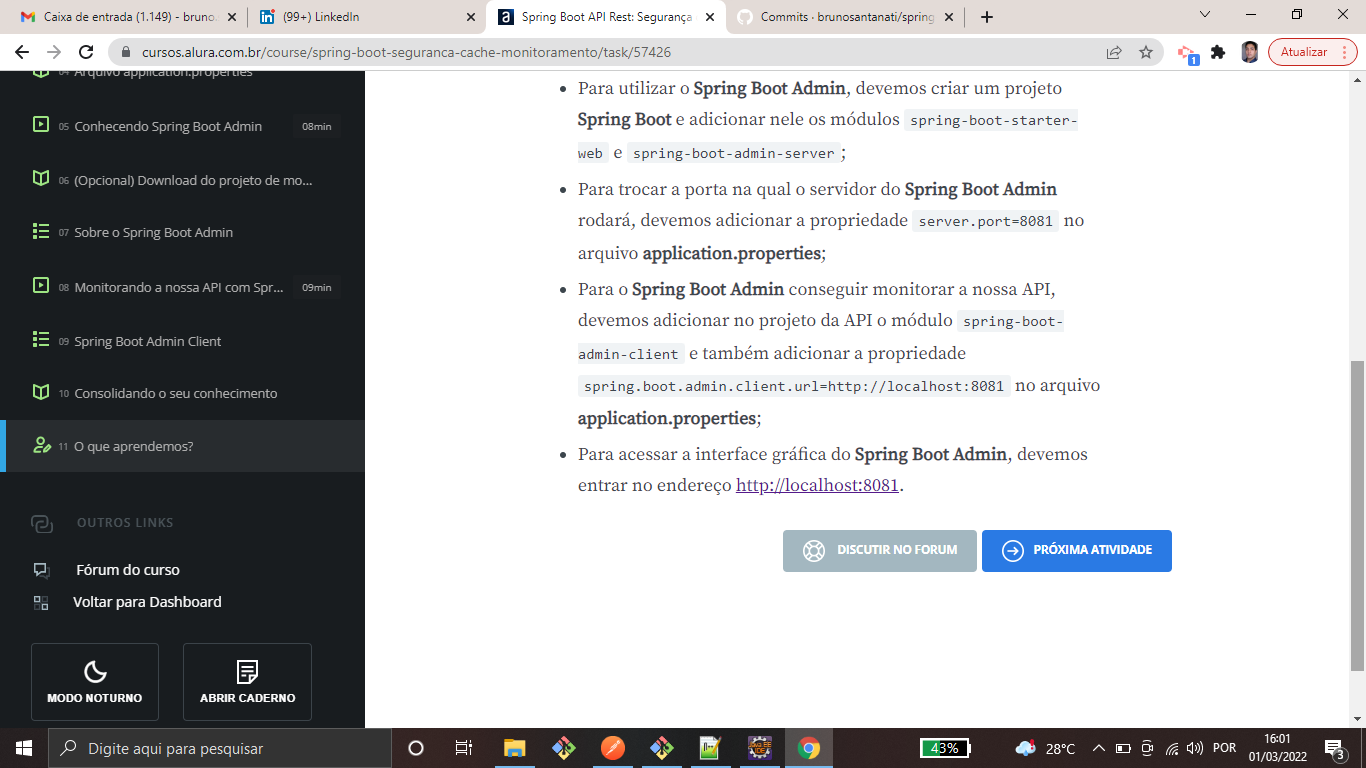 Caixa de entrada (1.149) - bruno
(99+) LinkedIn
Spring Boot API Rest: Segurança
Commits · brunosantanati/spring
cursos.alura.com.br/course/spring-boot-seguranca-cache-monitoramento/task/57426
1
Atualizar
04 Arquivo application.properties
05 Conhecendo Spring Boot Admin 08min
06 (Opcional) Download do projeto de mo...
07 Sobre o Spring Boot Admin
08 Monitorando a nossa API com Spr... 09min
09 Spring Boot Admin Client
10 Consolidando o seu conhecimento
11 O que aprendemos?
OUTROS LINKS
Fórum do curso
Voltar para Dashboard
MODO NOTURNO
ABRIR CADERNO
Para utilizar o Spring Boot Admin, devemos criar um projeto
Spring Boot e adicionar nele os módulos spring-boot-starter-
web e spring-boot-admin-server ;
Para trocar a porta na qual o servidor do Spring Boot Admin
rodará, devemos adicionar a propriedade server.port=8081 no
arquivo application.properties;
Para o Spring Boot Admin conseguir monitorar a nossa API,
devemos adicionar no projeto da API o módulo spring-boot-
admin-client e também adicionar a propriedade
spring.boot.admin.client.url=http://localhost:8081 no arquivo
application.properties;
Para acessar a interface gráfica do Spring Boot Admin, devemos
entrar no endereço http://localhost:8081.
DISCUTIR NO FORUM
PRÓXIMA ATIVIDADE
Digite aqui para pesquisar
43%
28°C
POR
16:01
01/03/2022
3